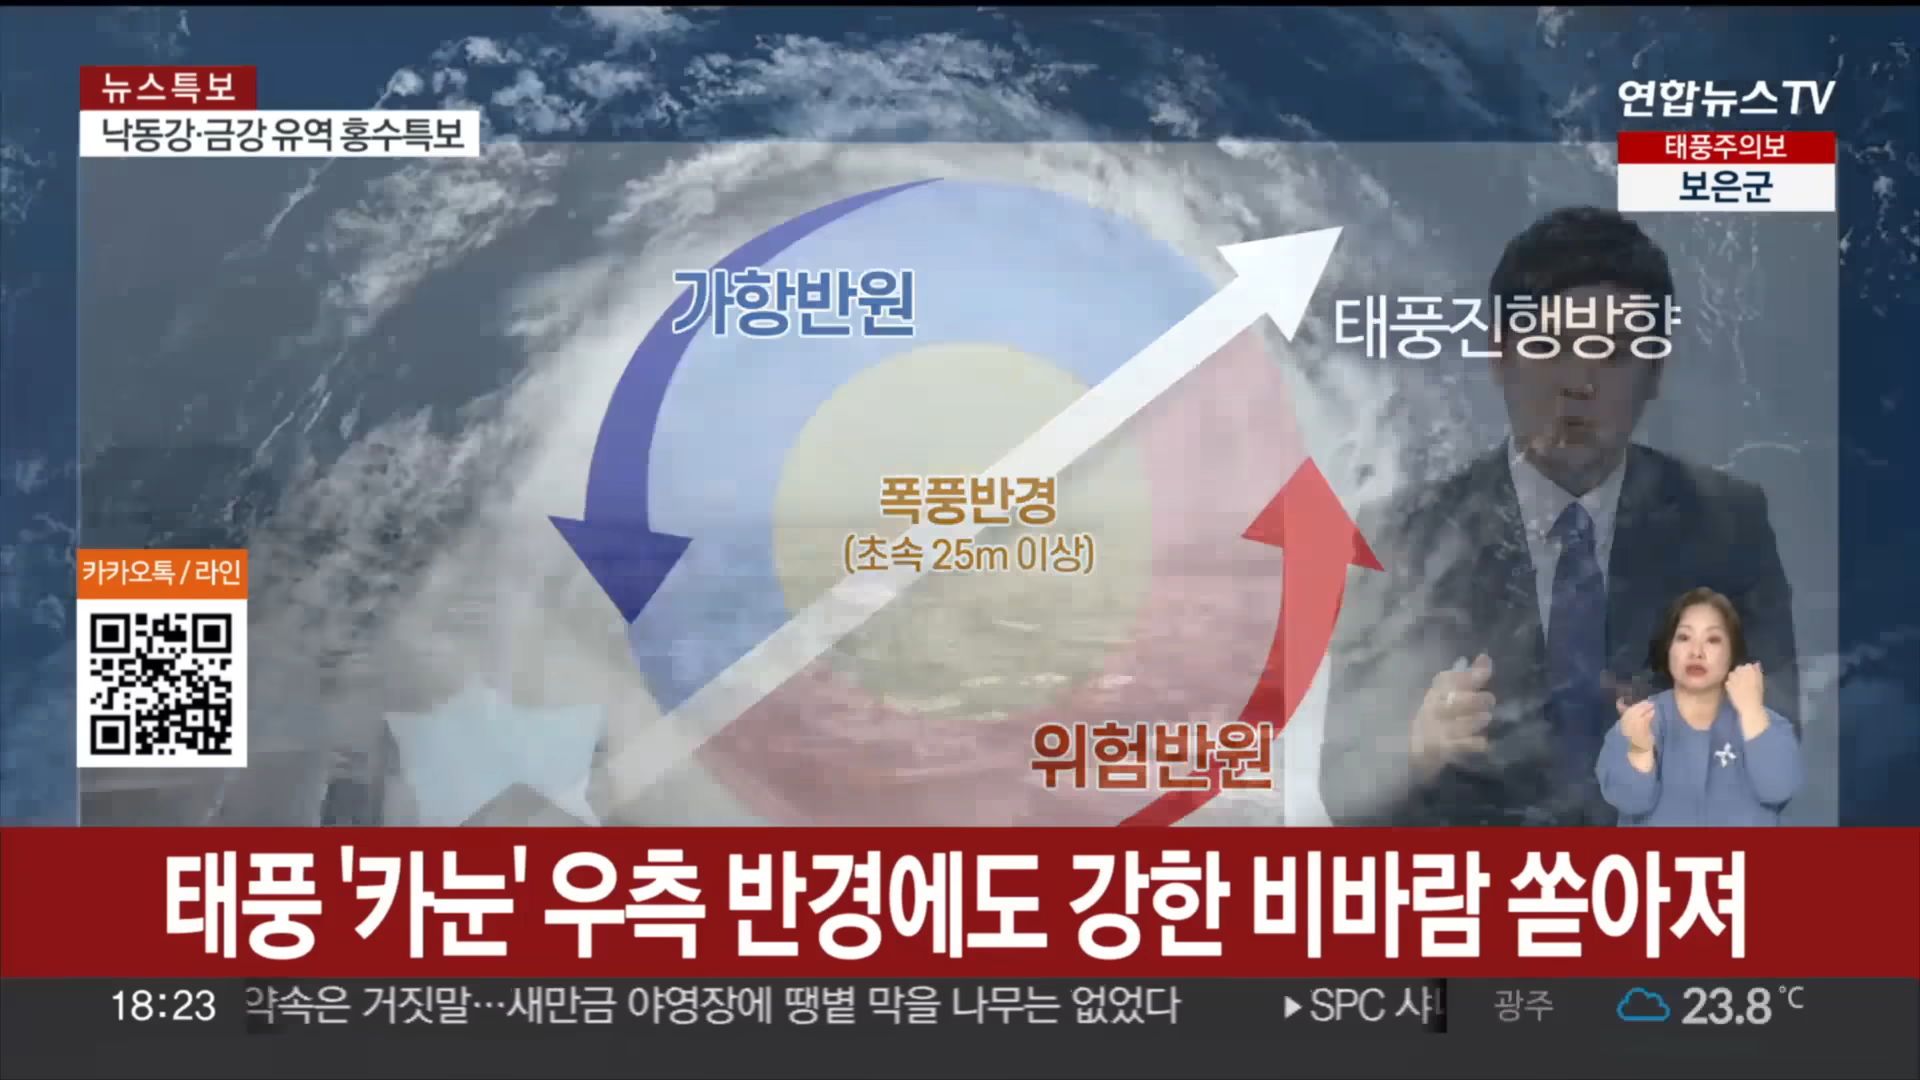 뉴스특보
낙동강·금강 유역 홍수특보
연합뉴스TV
태풍주의보
보은군
가항반원
태풍진행방향
폭풍반경
(초속 25m 이상)
카카오톡 / 라인
위험반원
태풍 '카눈' 우측 반경에도 강한 비바람 쏟아져
18:23 약속은 거짓말…새만금 야영장에 땡볕 막을 나무는 없었다 ▶SPC 광주 23.8℃